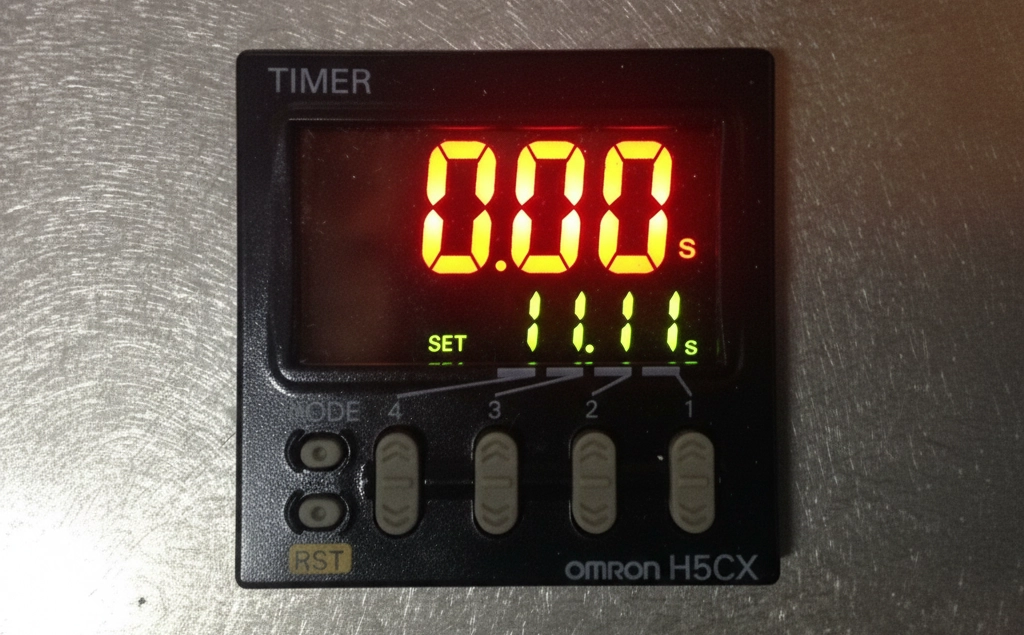 TIMER
0.00 s
SET 11.11 s
MODE 4 3 2 1
RST
omron H5CX